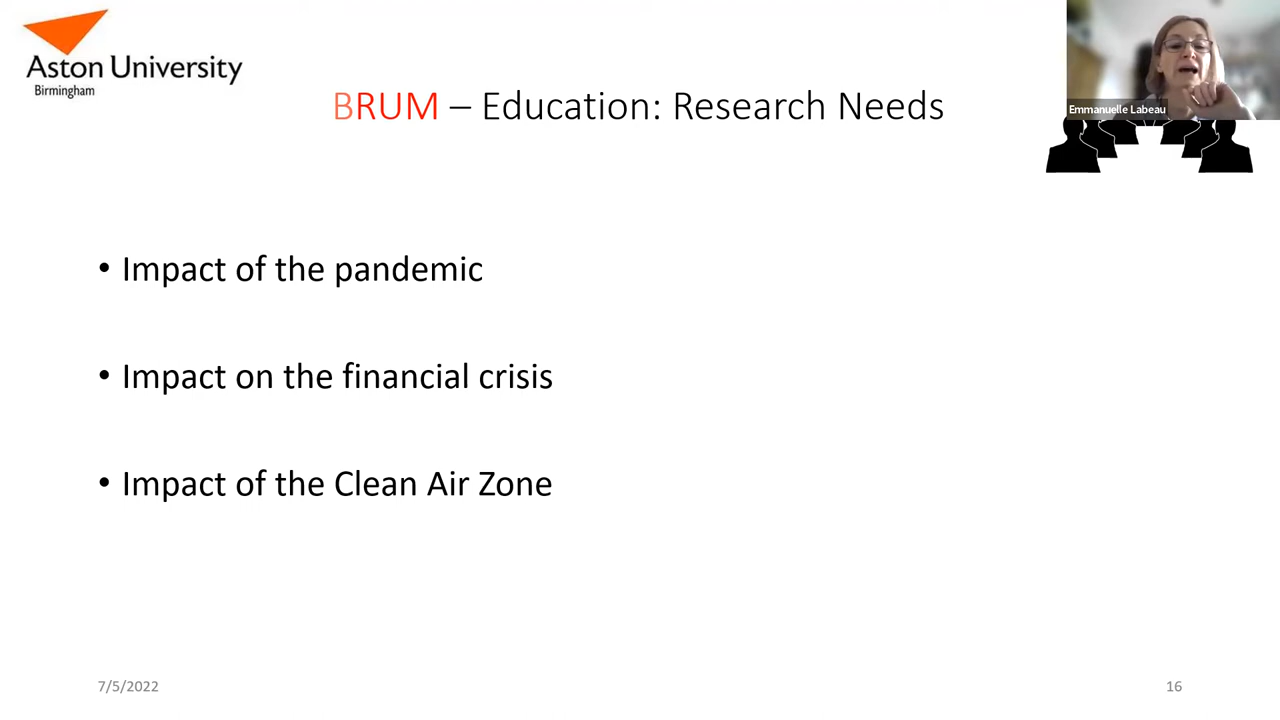 Aston University
Birmingham
BRUM – Education: Research Needs
Emmanuelle Labeau
• Impact of the pandemic
• Impact on the financial crisis
• Impact of the Clean Air Zone
7/5/2022
16